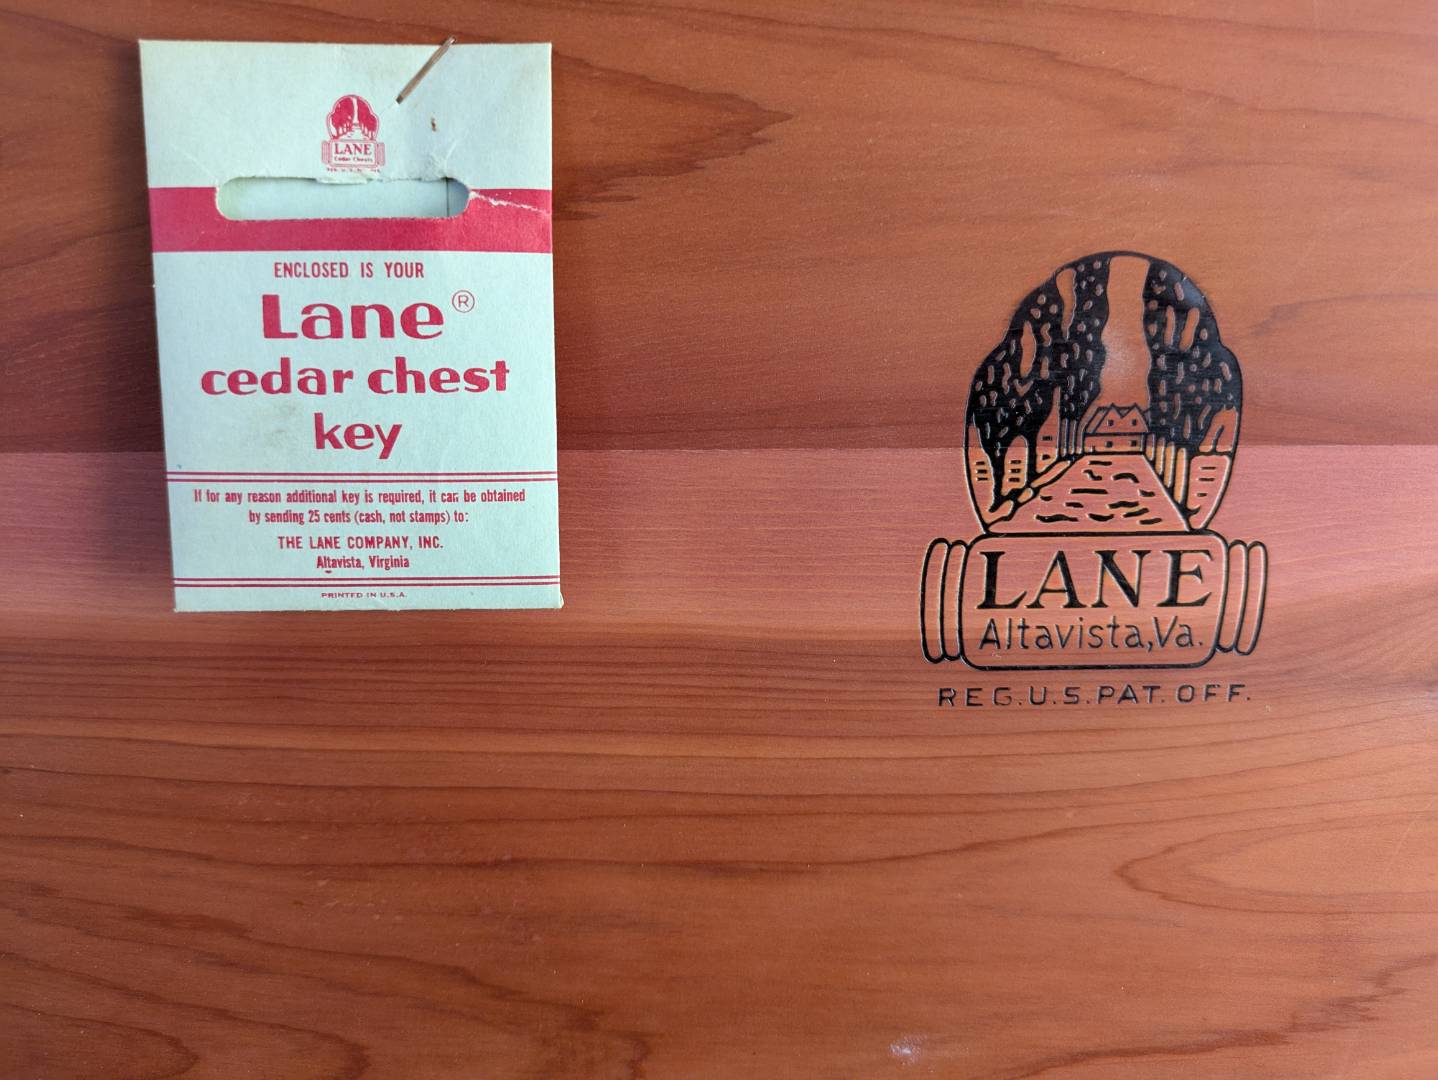 LANE
Cedar Chests
ENCLOSED IS YOUR
Lane®
cedar chest
key
If for any reason additional key is required, it can be obtained
by sending 25 cents (cash, not stamps) to:
THE LANE COMPANY, INC.
Altavista, Virginia
PRINTED IN U.S.A.
LANE
Altavista,Va.
REG.U.S.PAT. OFF.